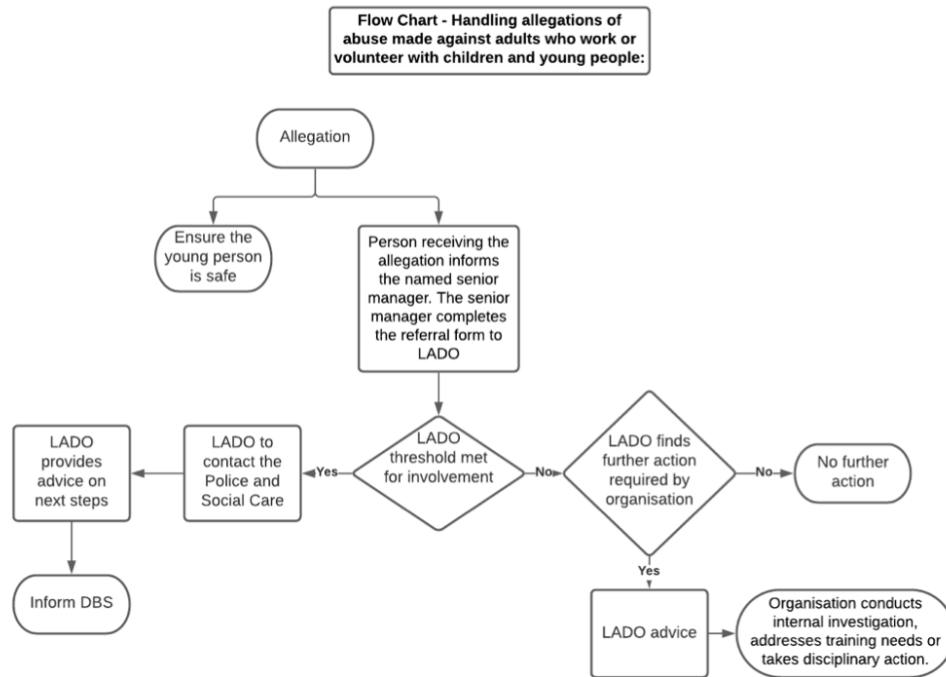 Flow Chart - Handling allegations of
abuse made against adults who work or
volunteer with children and young people:
Allegation
Ensure the
young person
is safe
Person receiving the
allegation informs
the named senior
manager. The senior
manager completes
the referral form to
LADO
LADO
provides
advice on
next steps
LADO to
contact the
Police and
Social Care
Yes
LADO
threshold met
for involvement
No
LADO finds
further action
required by
organisation
No
No further
action
Yes
Inform DBS
LADO advice
Organisation conducts
internal investigation,
addresses training needs or
takes disciplinary action.